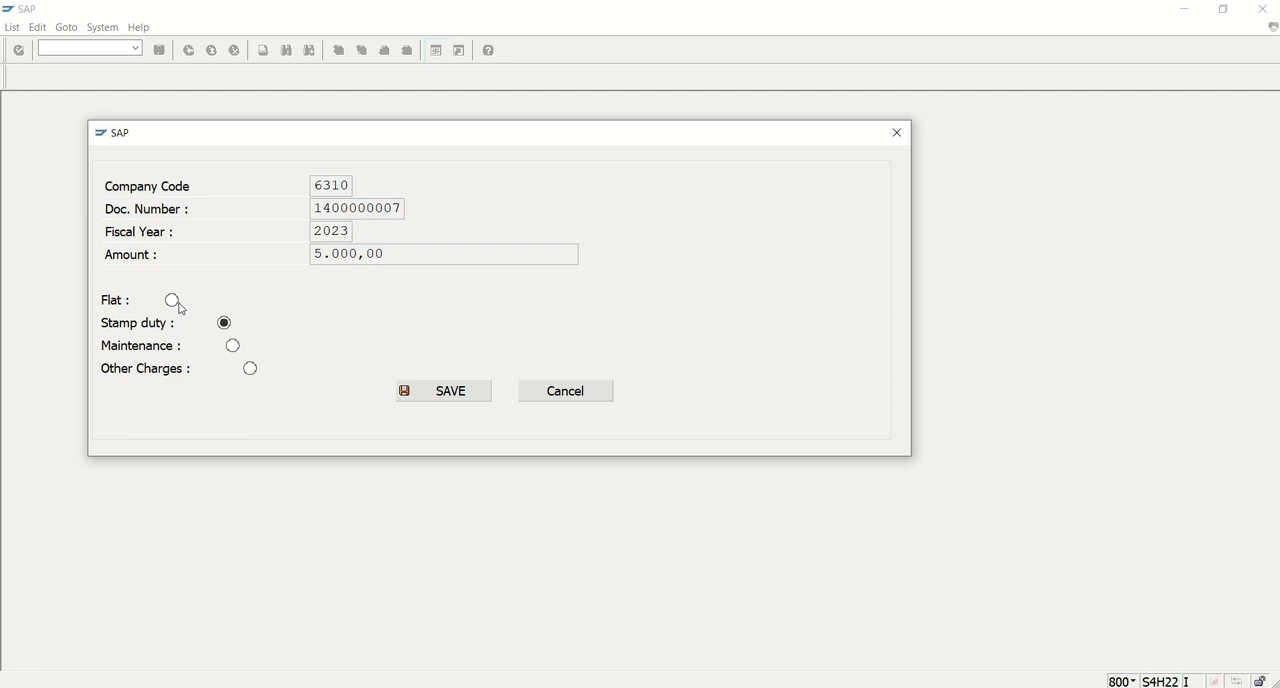 SAP
List Edit Goto System Help
SAP
Company Code 6310
Doc. Number : 1400000007
Fiscal Year : 2023
Amount : 5.000,00
Flat :
Stamp duty :
Maintenance :
Other Charges :
SAVE Cancel
800 S4H22 I